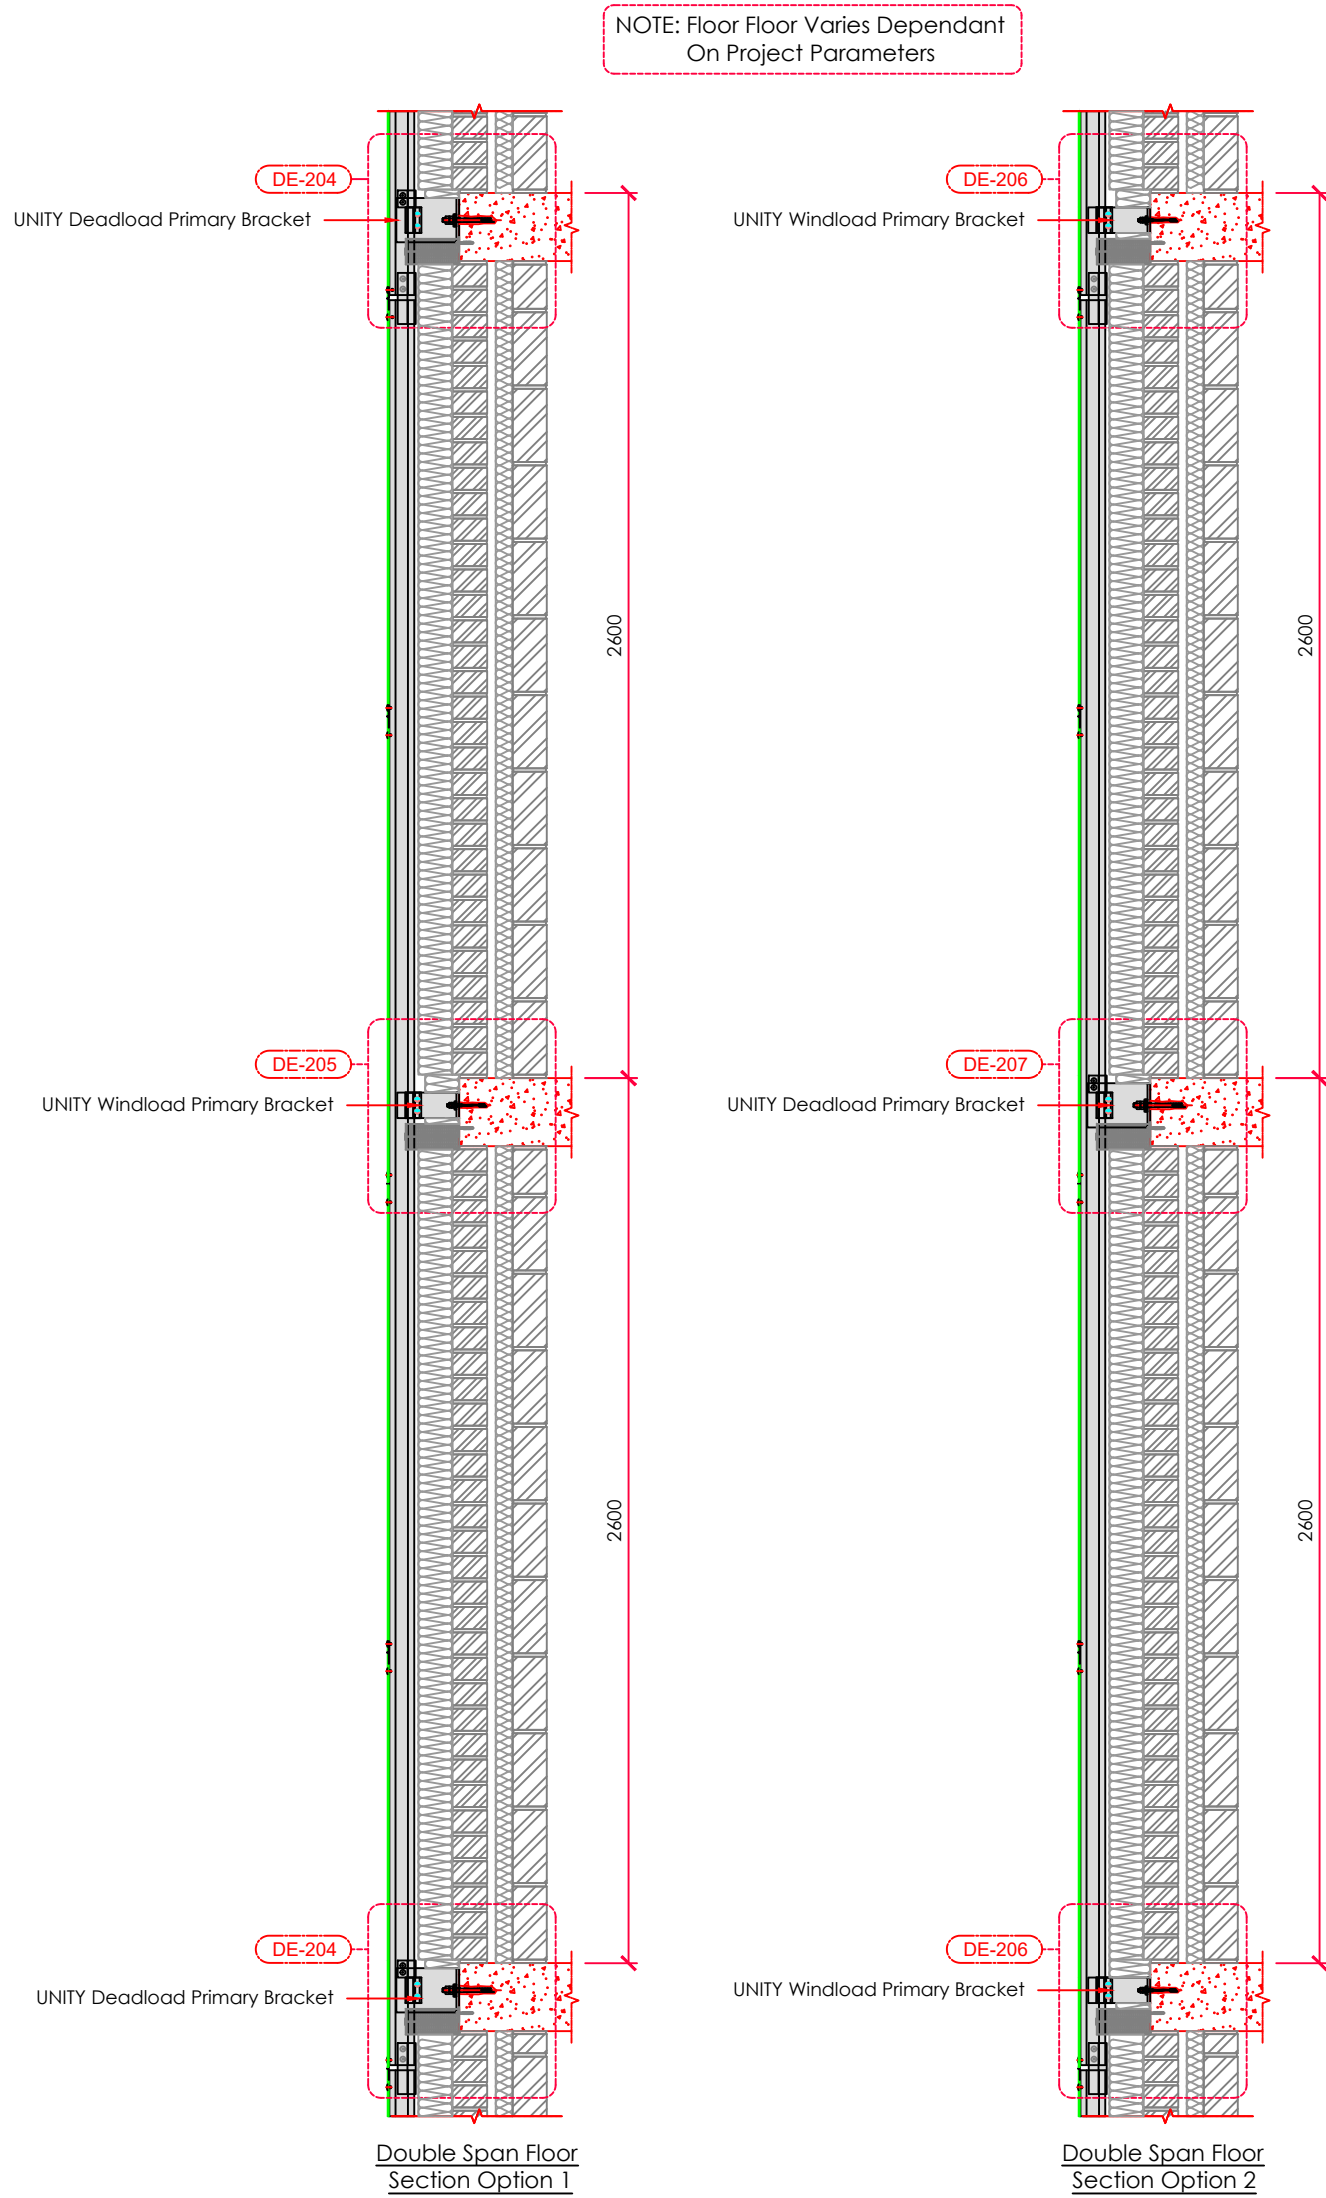 NOTE: Floor Floor Varies Dependant
On Project Parameters
DE-204
UNITY Deadload Primary Bracket
2600
DE-205
UNITY Windload Primary Bracket
2600
DE-204
UNITY Deadload Primary Bracket
Double Span Floor
Section Option 1
DE-206
UNITY Windload Primary Bracket
2600
DE-207
UNITY Deadload Primary Bracket
2600
DE-206
UNITY Windload Primary Bracket
Double Span Floor
Section Option 2